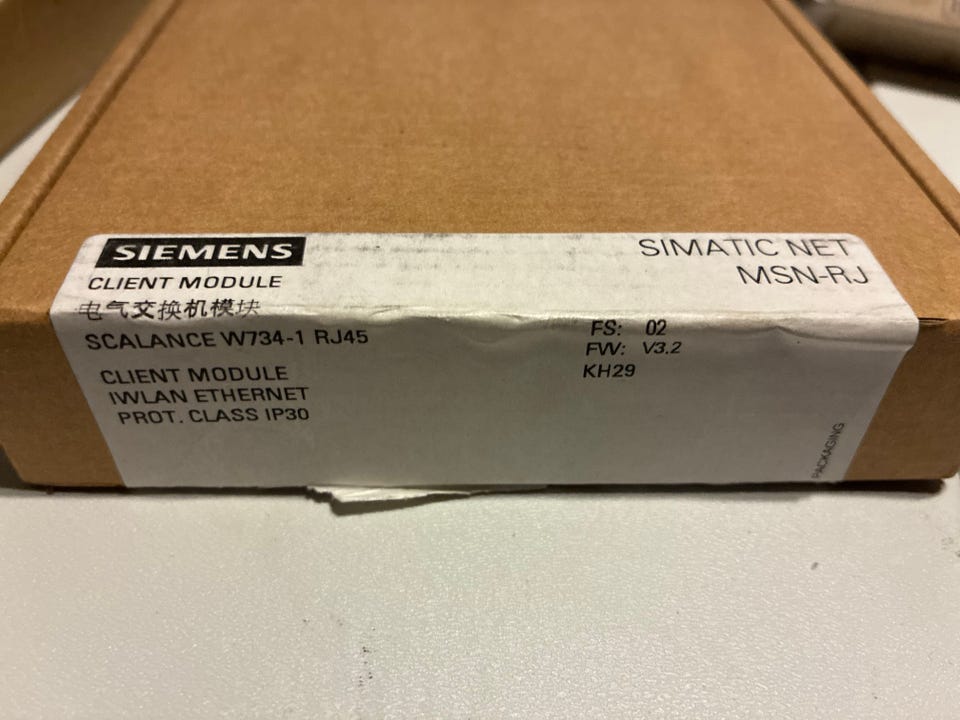 SIEMENS
SIMATIC NET
MSN-RJ
CLIENT MODULE
电气交换机模块
SCALANCE W734-1 RJ45
FS: 02
FW: V3.2
KH29
CLIENT MODULE
IWLAN ETHERNET
PROT. CLASS IP30
PACKAGING